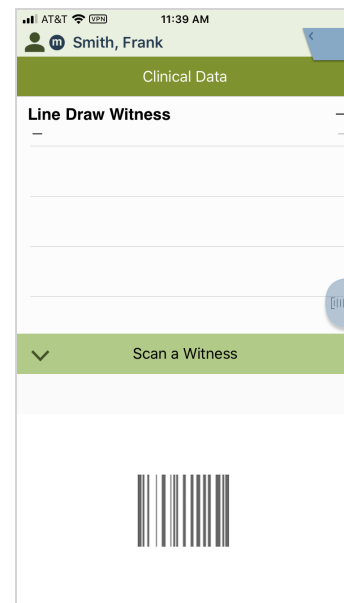 AT&T VPN 11:39 AM
m Smith, Frank
Clinical Data
Line Draw Witness
—
Scan a Witness